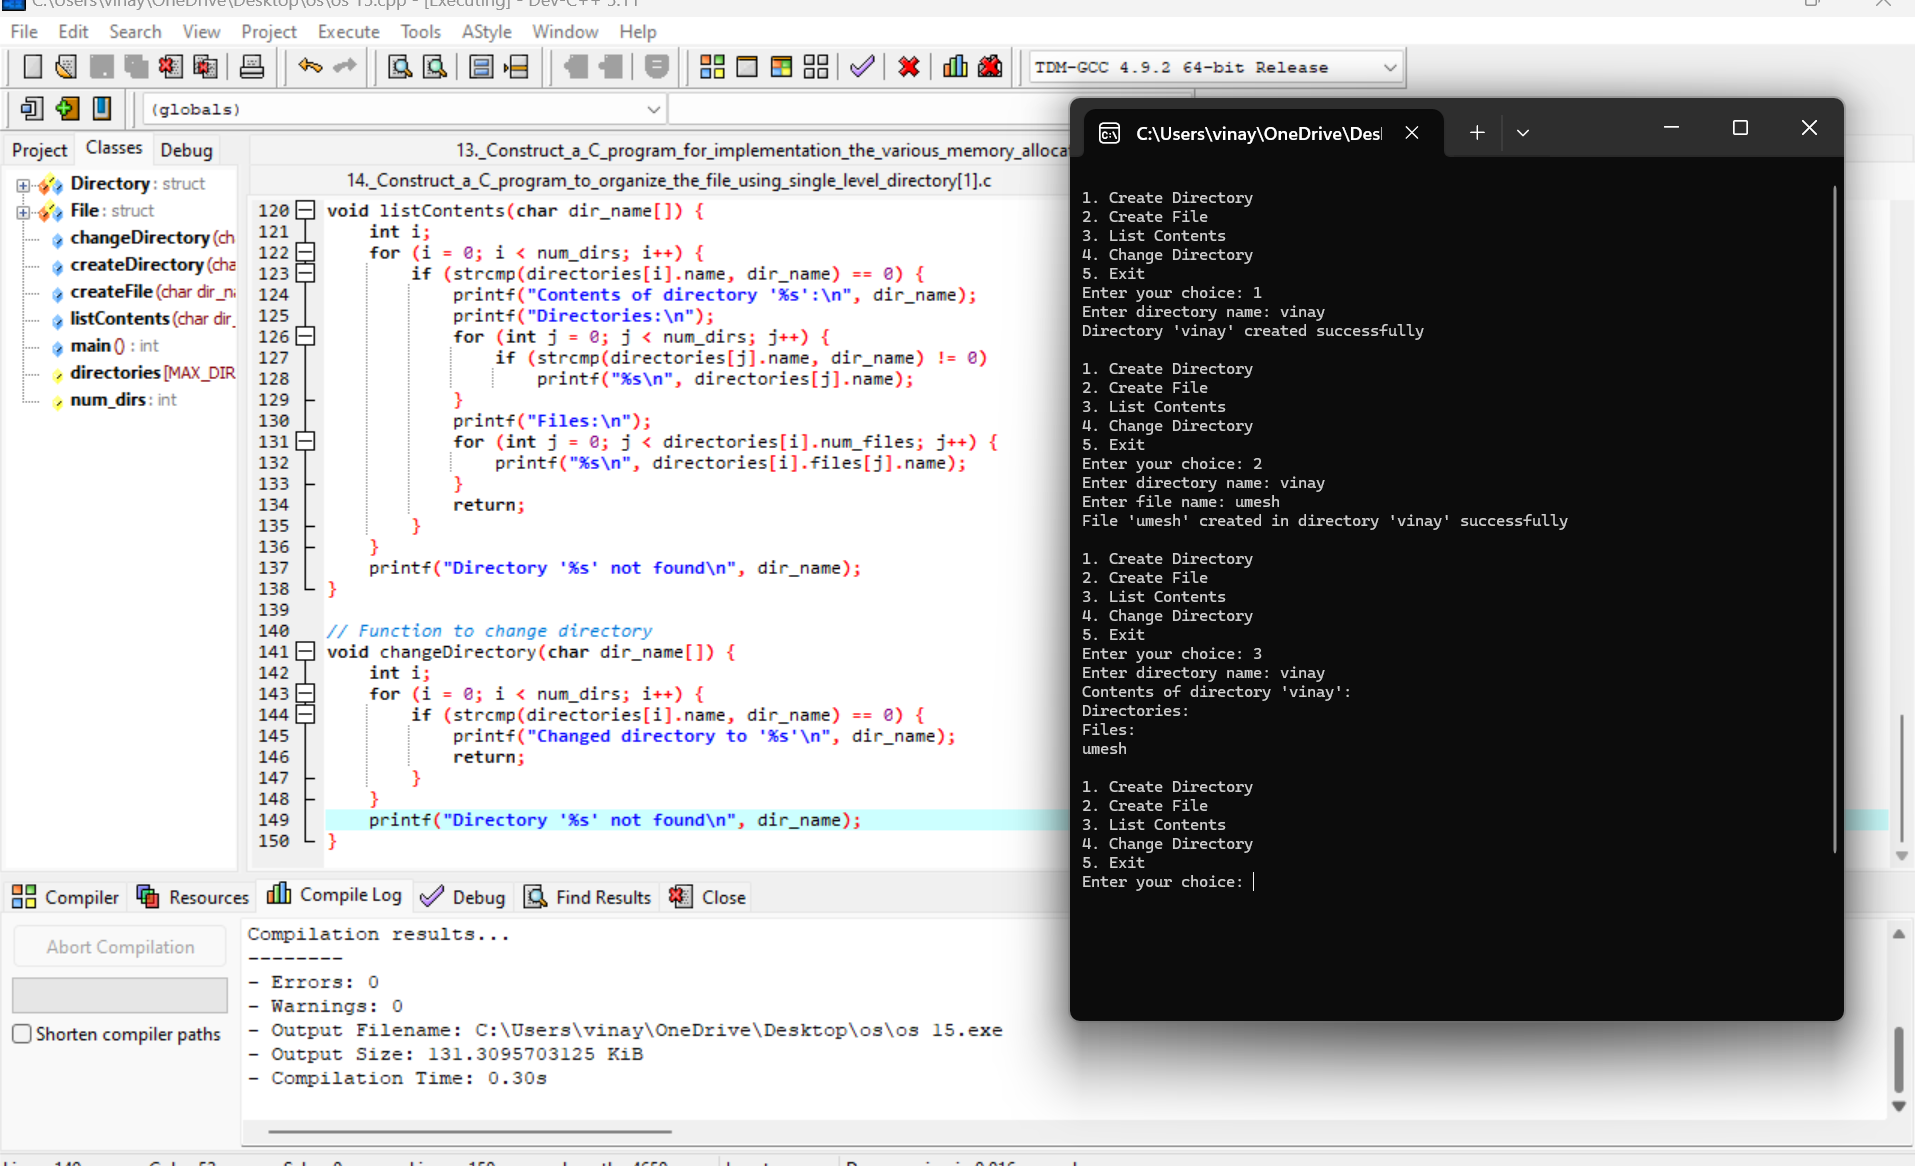 C:\Users\vinay\OneDrive\Desktop\os\os 15.cpp - [Executing] - Dev-C++ 5.11
File Edit Search View Project Execute Tools AStyle Window Help
TDM-GCC 4.9.2 64-bit Release
(globals)
Project Classes Debug
Directory : struct
File : struct
changeDirectory (ch
createDirectory (cha
createFile (char dir_n
listContents (char dir_
main () : int
directories [MAX_DIR
num_dirs : int
13._Construct_a_C_program_for_implementation_the_various_memory_alloca
14._Construct_a_C_program_to_organize_the_file_using_single_level_directory[1].c
120 void listContents(char dir_name[]) {
121 int i;
122 for (i = 0; i < num_dirs; i++) {
123 if (strcmp(directories[i].name, dir_name) == 0) {
124 printf("Contents of directory '%s':\n", dir_name);
125 printf("Directories:\n");
126 for (int j = 0; j < num_dirs; j++) {
127 if (strcmp(directories[j].name, dir_name) != 0)
128 printf("%s\n", directories[j].name);
129 }
130 printf("Files:\n");
131 for (int j = 0; j < directories[i].num_files; j++) {
132 printf("%s\n", directories[i].files[j].name);
133 }
134 return;
135 }
136 }
137 printf("Directory '%s' not found\n", dir_name);
138 }
139
140 // Function to change directory
141 void changeDirectory(char dir_name[]) {
142 int i;
143 for (i = 0; i < num_dirs; i++) {
144 if (strcmp(directories[i].name, dir_name) == 0) {
145 printf("Changed directory to '%s'\n", dir_name);
146 return;
147 }
148 }
149 printf("Directory '%s' not found\n", dir_name);
150 }
C:\Users\vinay\OneDrive\Des
1. Create Directory
2. Create File
3. List Contents
4. Change Directory
5. Exit
Enter your choice: 1
Enter directory name: vinay
Directory 'vinay' created successfully
1. Create Directory
2. Create File
3. List Contents
4. Change Directory
5. Exit
Enter your choice: 2
Enter directory name: vinay
Enter file name: umesh
File 'umesh' created in directory 'vinay' successfully
1. Create Directory
2. Create File
3. List Contents
4. Change Directory
5. Exit
Enter your choice: 3
Enter directory name: vinay
Contents of directory 'vinay':
Directories:
Files:
umesh
1. Create Directory
2. Create File
3. List Contents
4. Change Directory
5. Exit
Enter your choice:
Compiler Resources Compile Log Debug Find Results Close
Abort Compilation
Shorten compiler paths
Compilation results...
--------
- Errors: 0
- Warnings: 0
- Output Filename: C:\Users\vinay\OneDrive\Desktop\os\os 15.exe
- Output Size: 131.3095703125 KiB
- Compilation Time: 0.30s